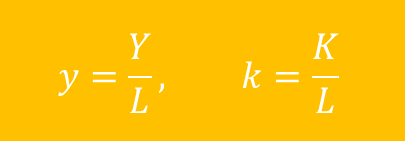 y = Y/L, k = K/L